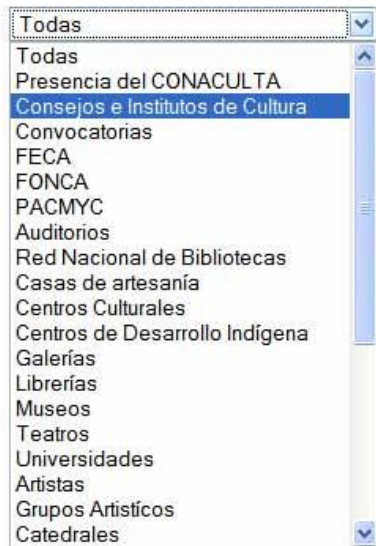 Todas
Todas
Presencia del CONACULTA
Consejos e Institutos de Cultura
Convocatorias
FECA
FONCA
PACMYC
Auditorios
Red Nacional de Bibliotecas
Casas de artesanía
Centros Culturales
Centros de Desarrollo Indígena
Galerías
Librerías
Museos
Teatros
Universidades
Artistas
Grupos Artistícos
Catedrales